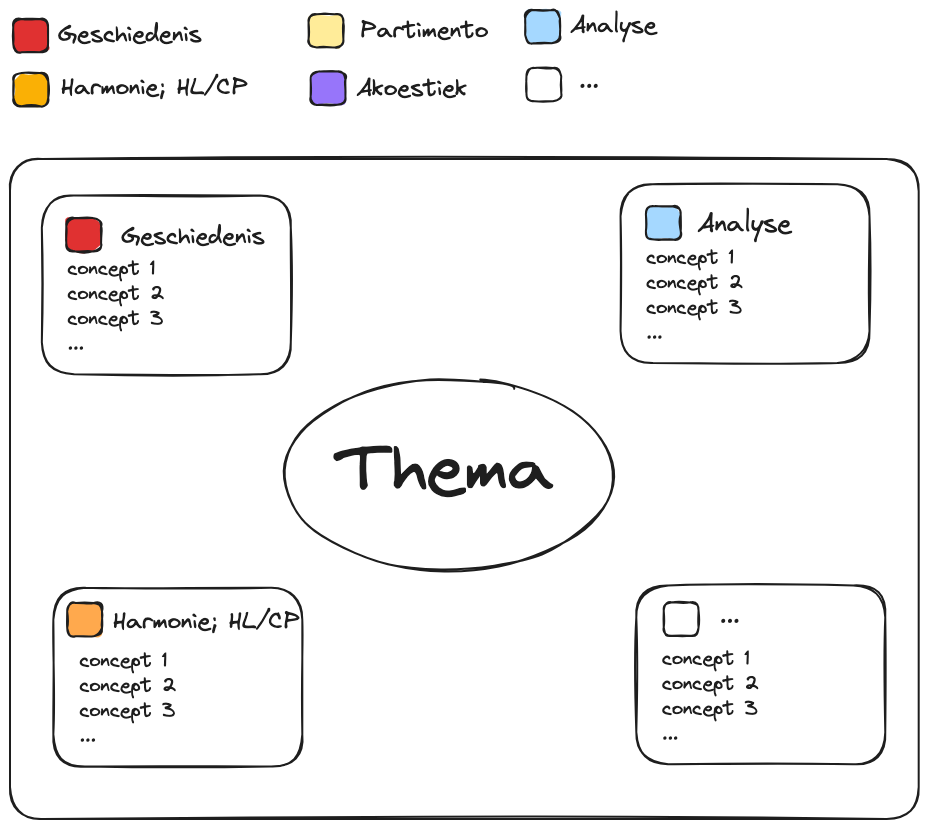 Geschiedenis
Partimento
Analyse
Harmonie; HL/CP
Akoestiek
...
Geschiedenis
concept 1
concept 2
concept 3
...
Analyse
concept 1
concept 2
concept 3
...
Thema
Harmonie; HL/CP
concept 1
concept 2
concept 3
...
...
concept 1
concept 2
concept 3
...